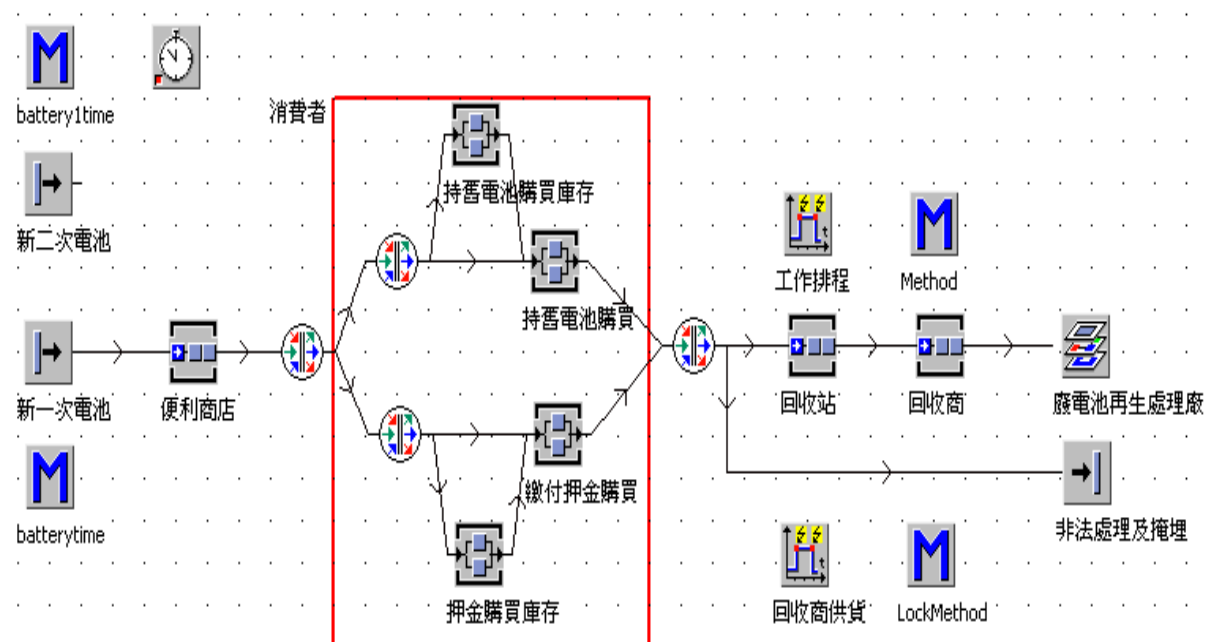 battery1time
消費者
持舊電池購買庫存
新二次電池
工作排程
Method
持舊電池購買
新一次電池
便利商店
回收站
回收商
廢電池再生處理廠
繳付押金購買
batterytime
非法處理及掩埋
押金購買庫存
回收商供貨
LockMethod